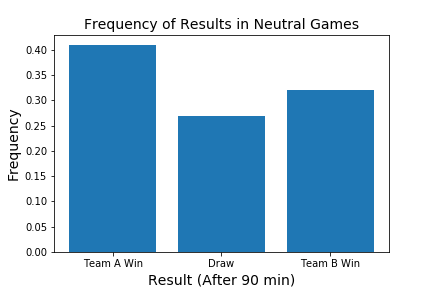 Frequency of Results in Neutral Games
0.40
0.35
0.30
0.25
0.20
0.15
0.10
0.05
0.00
Frequency
Team A Win Draw Team B Win
Result (After 90 min)